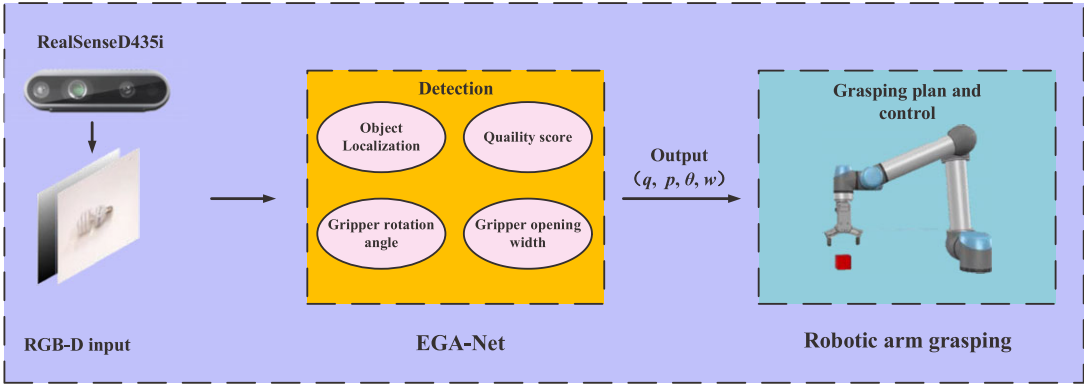 RealSenseD435i
RGB-D input
Detection
Object
Localization
Quaility score
Gripper rotation
angle
Gripper opening
width
EGA-Net
Output
（q, p, θ, w）
Grasping plan and
control
Robotic arm grasping